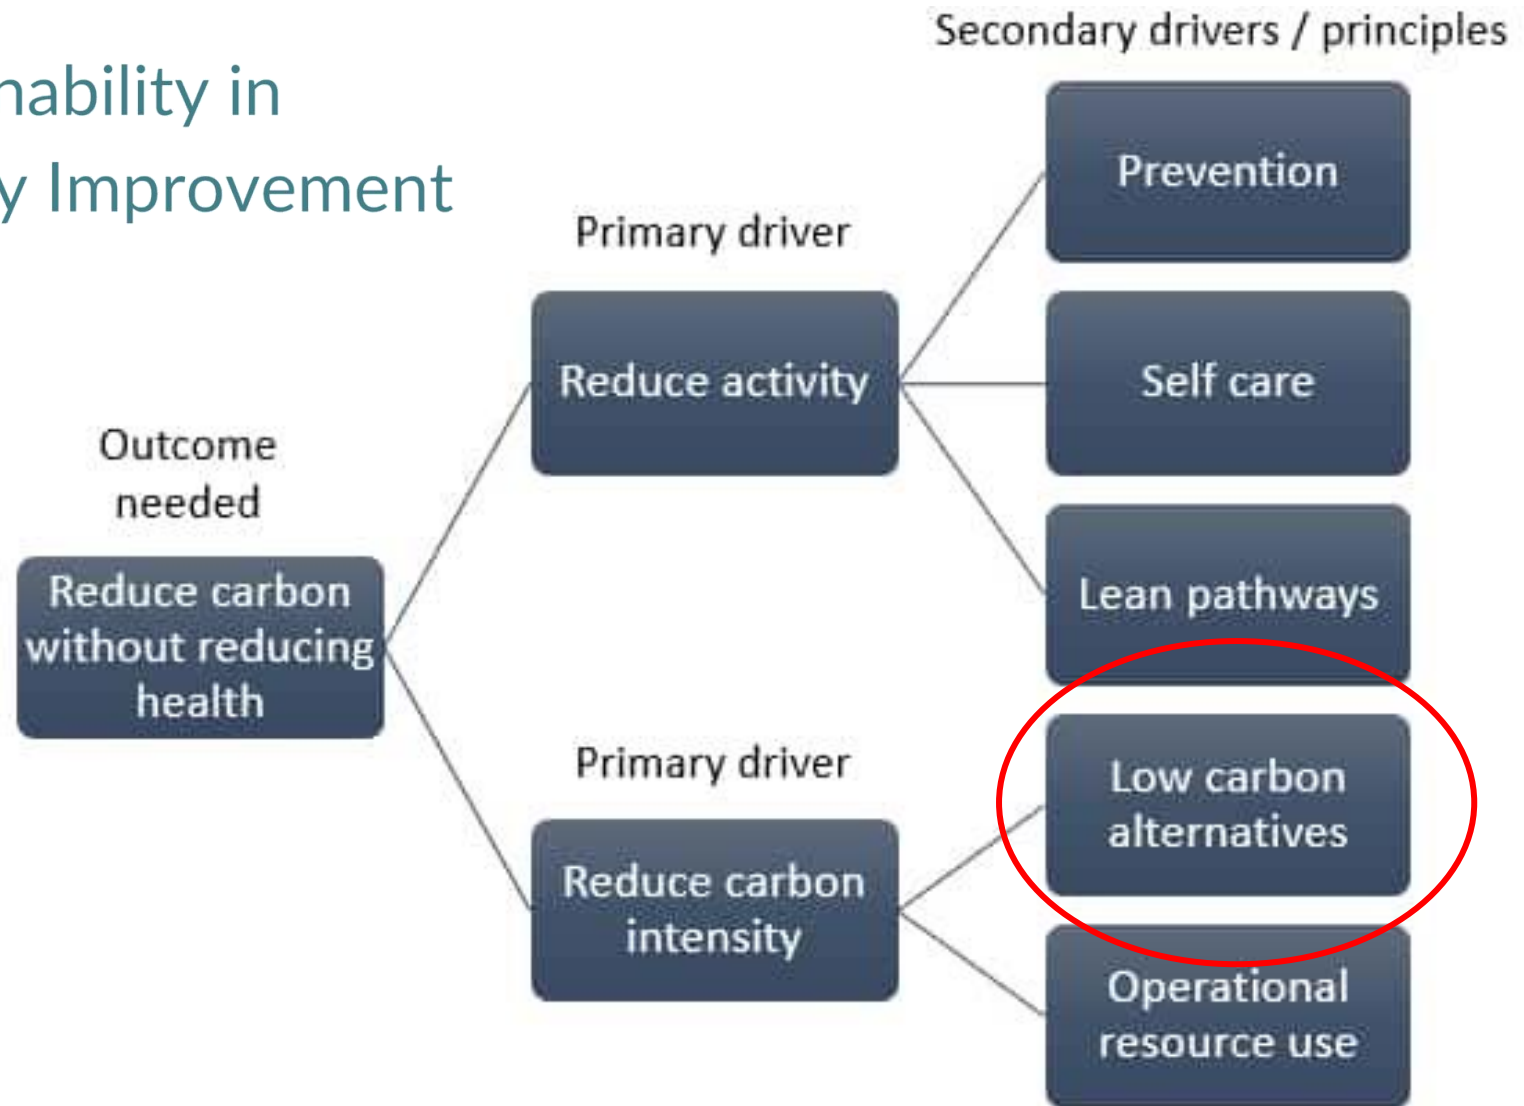 nability in
y Improvement
Secondary drivers / principles
Prevention
Primary driver
Reduce activity
Self care
Outcome
needed
Lean pathways
Reduce carbon
without reducing
health
Primary driver
Low carbon
alternatives
Reduce carbon
intensity
Operational
resource use